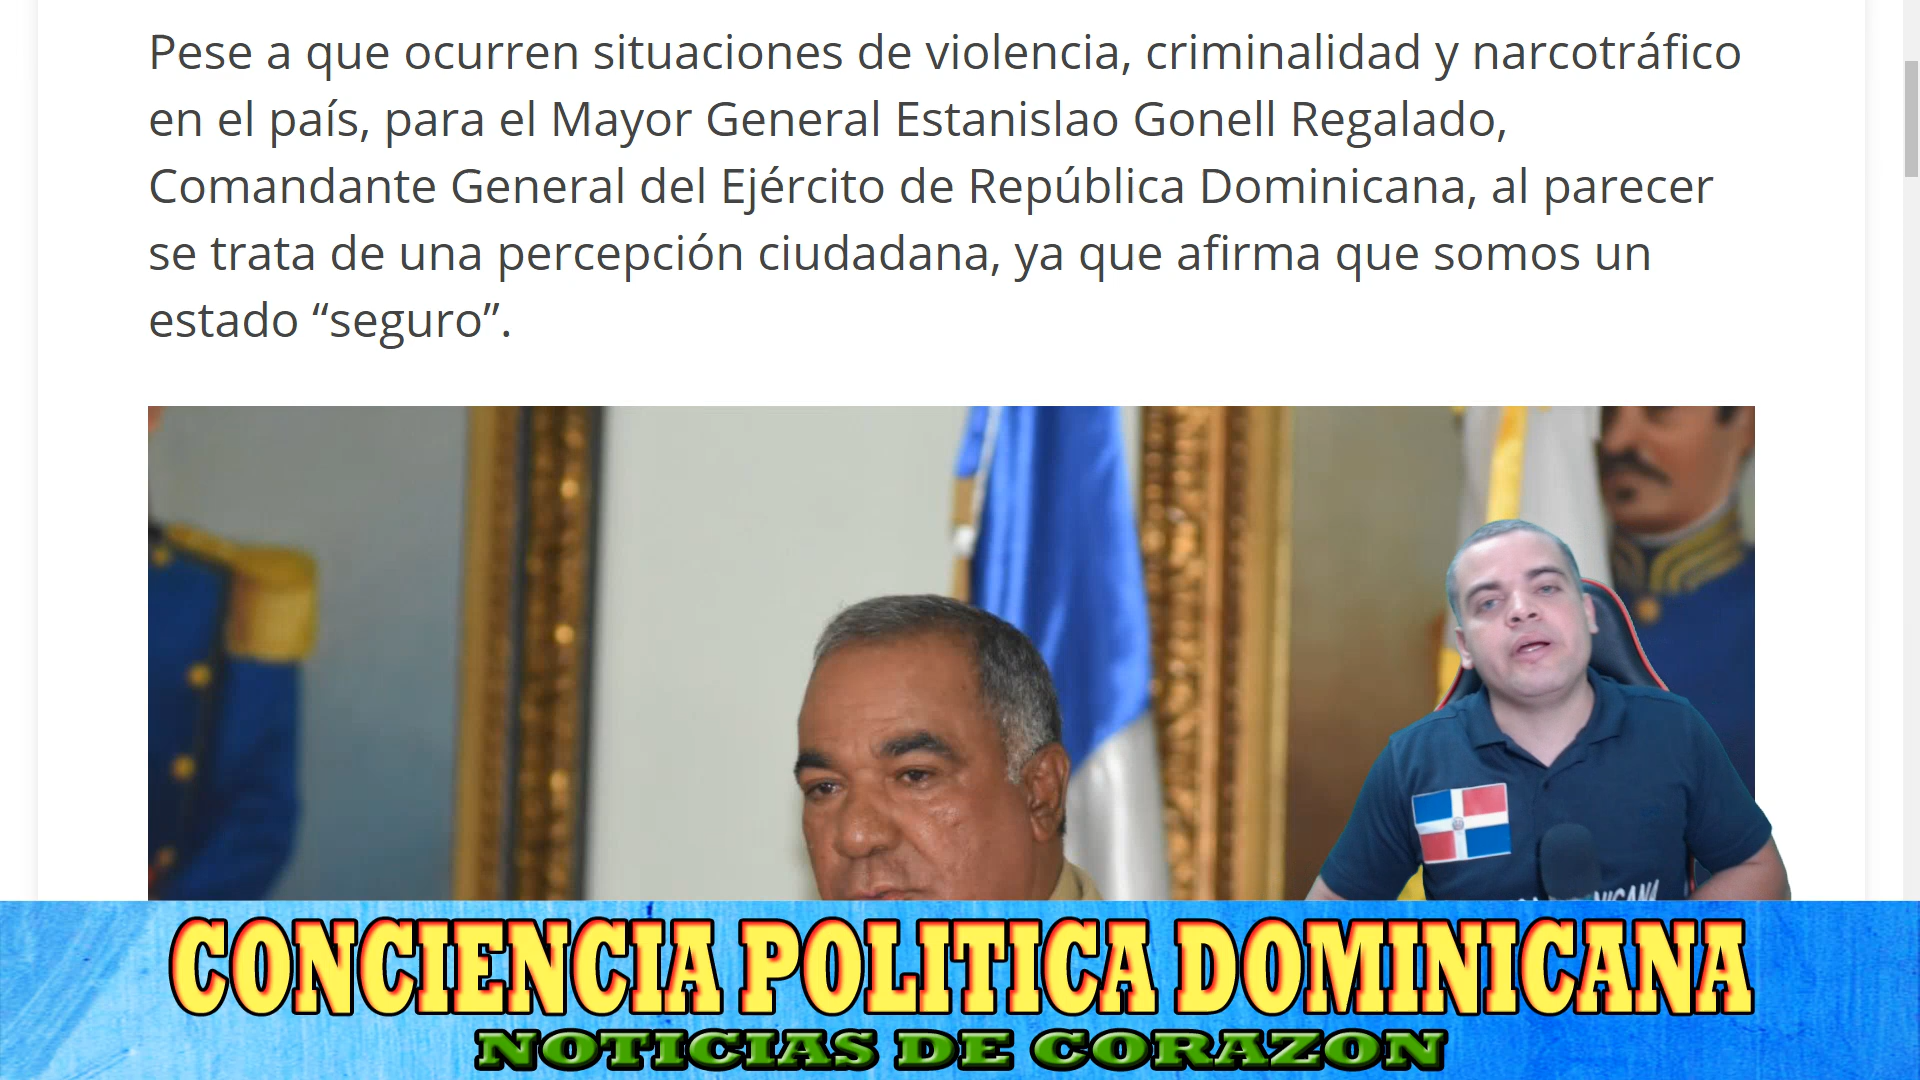 Pese a que ocurren situaciones de violencia, criminalidad y narcotráfico
en el país, para el Mayor General Estanislao Gonell Regalado,
Comandante General del Ejército de República Dominicana, al parecer
se trata de una percepción ciudadana, ya que afirma que somos un
estado “seguro”.
CONCIENCIA POLITICA DOMINICANA
NOTICIAS DE CORAZON